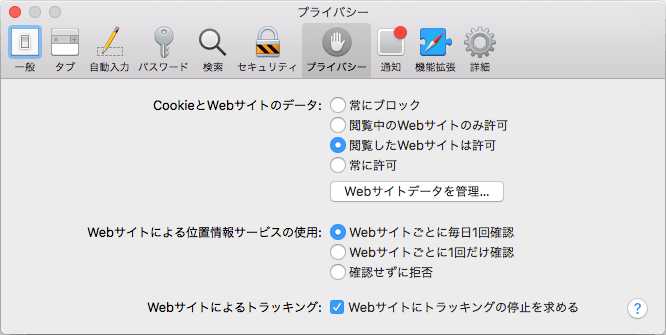 プライバシー
一般 タブ 自動入力 パスワード 検索 セキュリティ プライバシー 通知 機能拡張 詳細
CookieとWebサイトのデータ: 常にブロック
閲覧中のWebサイトのみ許可
閲覧したWebサイトは許可
常に許可
Webサイトデータを管理...
Webサイトによる位置情報サービスの使用: Webサイトごとに毎日1回確認
Webサイトごとに1回だけ確認
確認せずに拒否
Webサイトによるトラッキング: Webサイトにトラッキングの停止を求める ?